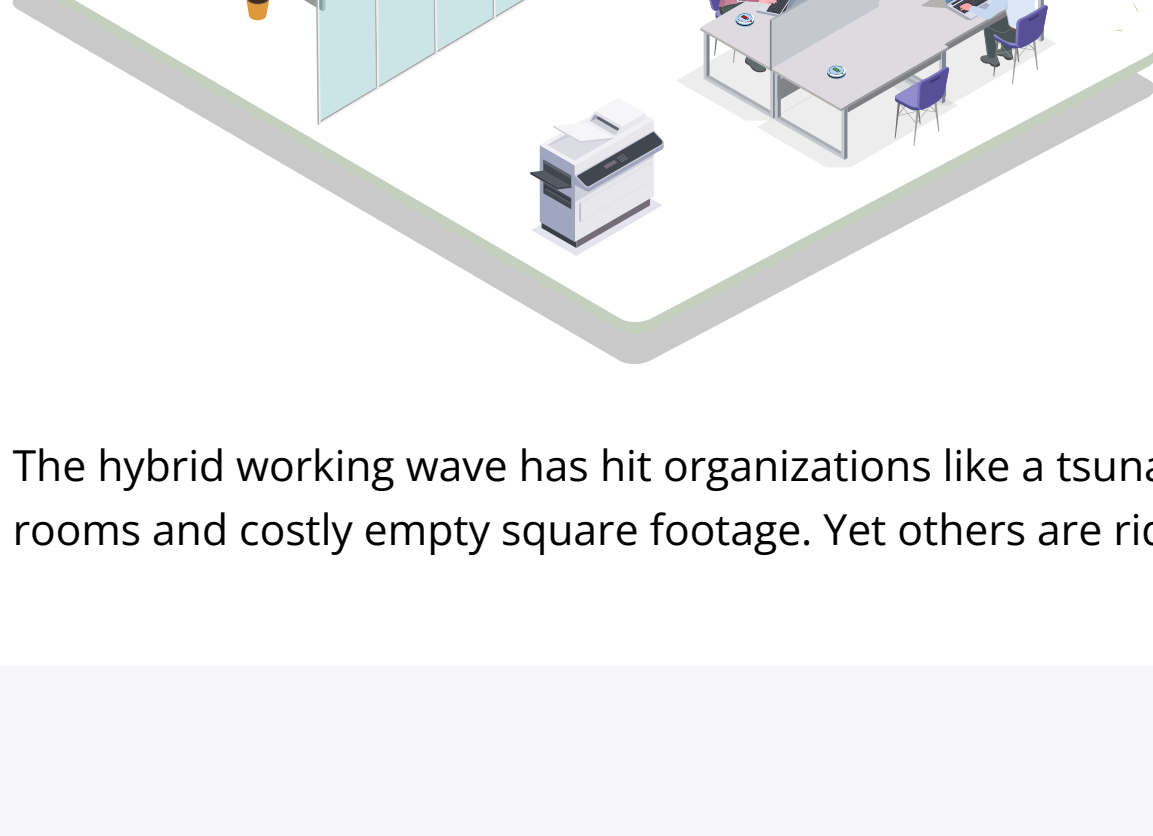 The hybrid working wave has hit organizations like a
rooms and costly empty square footage. Yet others are